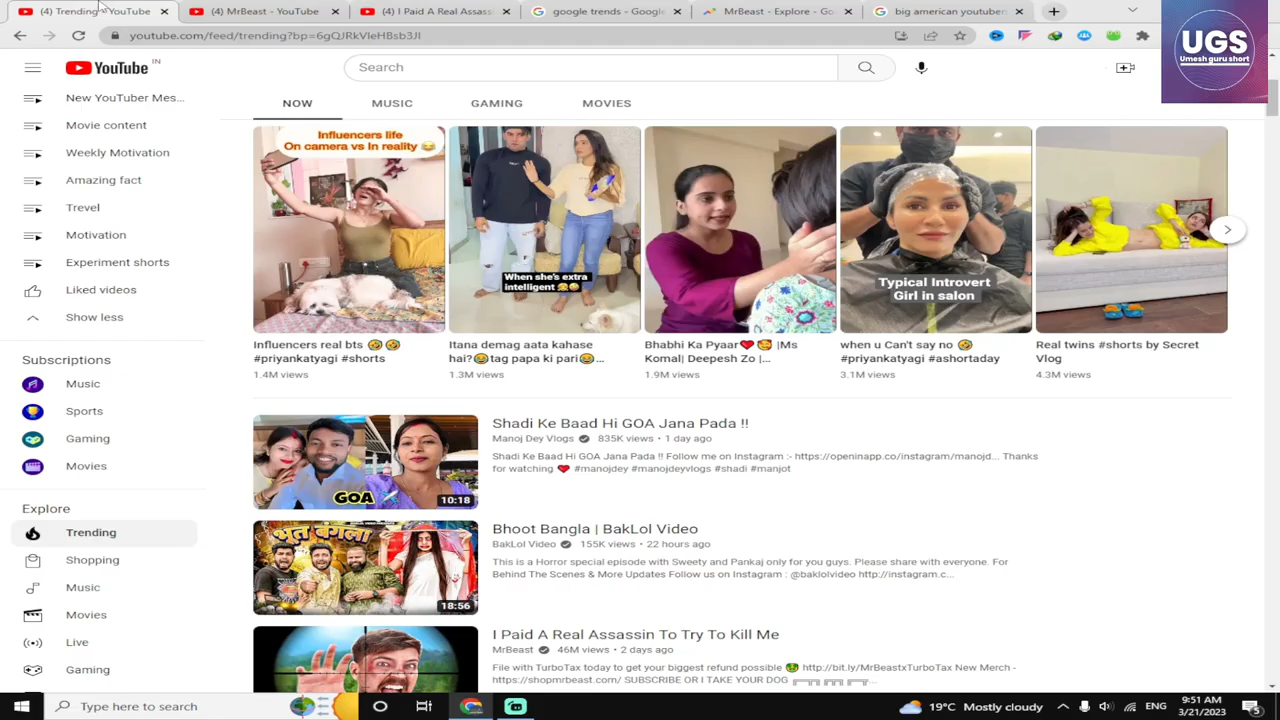 (4) Trending - YouTube
(4) MrBeast - YouTube
(4) I Paid A Real Assass
google trends - Google
MrBeast - Explore - Goo
big american youtubers
youtube.com/feed/trending?bp=6gQJRkVleHBsb3Jl
UGS
Umesh guru short
YouTube IN
Search
New YouTuber Mes...
Movie content
Weekly Motivation
Amazing fact
Trevel
Motivation
Experiment shorts
Liked videos
Show less
Subscriptions
Music
Sports
Gaming
Movies
Explore
Trending
Shopping
Music
Movies
Live
Gaming
NOW
MUSIC
GAMING
MOVIES
Influencers life
On camera vs In reality 😂
When she's extra
intelligent
Typical Introvert
Girl in salon
Influencers real bts 🤣🤣
#priyankatyagi #shorts
1.4M views
Itana demag aata kahase
hai?😂tag papa ki pari😂...
1.3M views
Bhabhi Ka Pyaar❤️🥰 |Ms
Komal| Deepesh Zo |...
1.9M views
when u Can't say no 🤣
#priyankatyagi #ashortaday
3.1M views
Real twins #shorts by Secret
Vlog
4.3M views
GOA
10:18
Shadi Ke Baad Hi GOA Jana Pada !!
Manoj Dey Vlogs 835K views • 1 day ago
Shadi Ke Baad Hi GOA Jana Pada !! Follow me on Instagram :- https://openinapp.co/instagram/manojd... Thanks
for watching ❤️ #manojdey #manojdeyvlogs #shadi #manjot
भूत बंगला
18:56
Bhoot Bangla | BakLol Video
BakLol Video 155K views • 22 hours ago
This is a Horror special episode with Sweety and Pankaj only for you guys. Please share with everyone. For
Behind The Scenes & More Updates Follow us on Instagram : @baklolvideo http://instagram.c...
I Paid A Real Assassin To Try To Kill Me
MrBeast 46M views • 2 days ago
File with TurboTax today to get your biggest refund possible 🤑 http://bit.ly/MrBeastxTurboTax New Merch -
https://shopmrbeast.com/ SUBSCRIBE OR I TAKE YOUR DOG
Type here to search
19°C Mostly cloudy
ENG
9:51 AM
3/21/2023
5